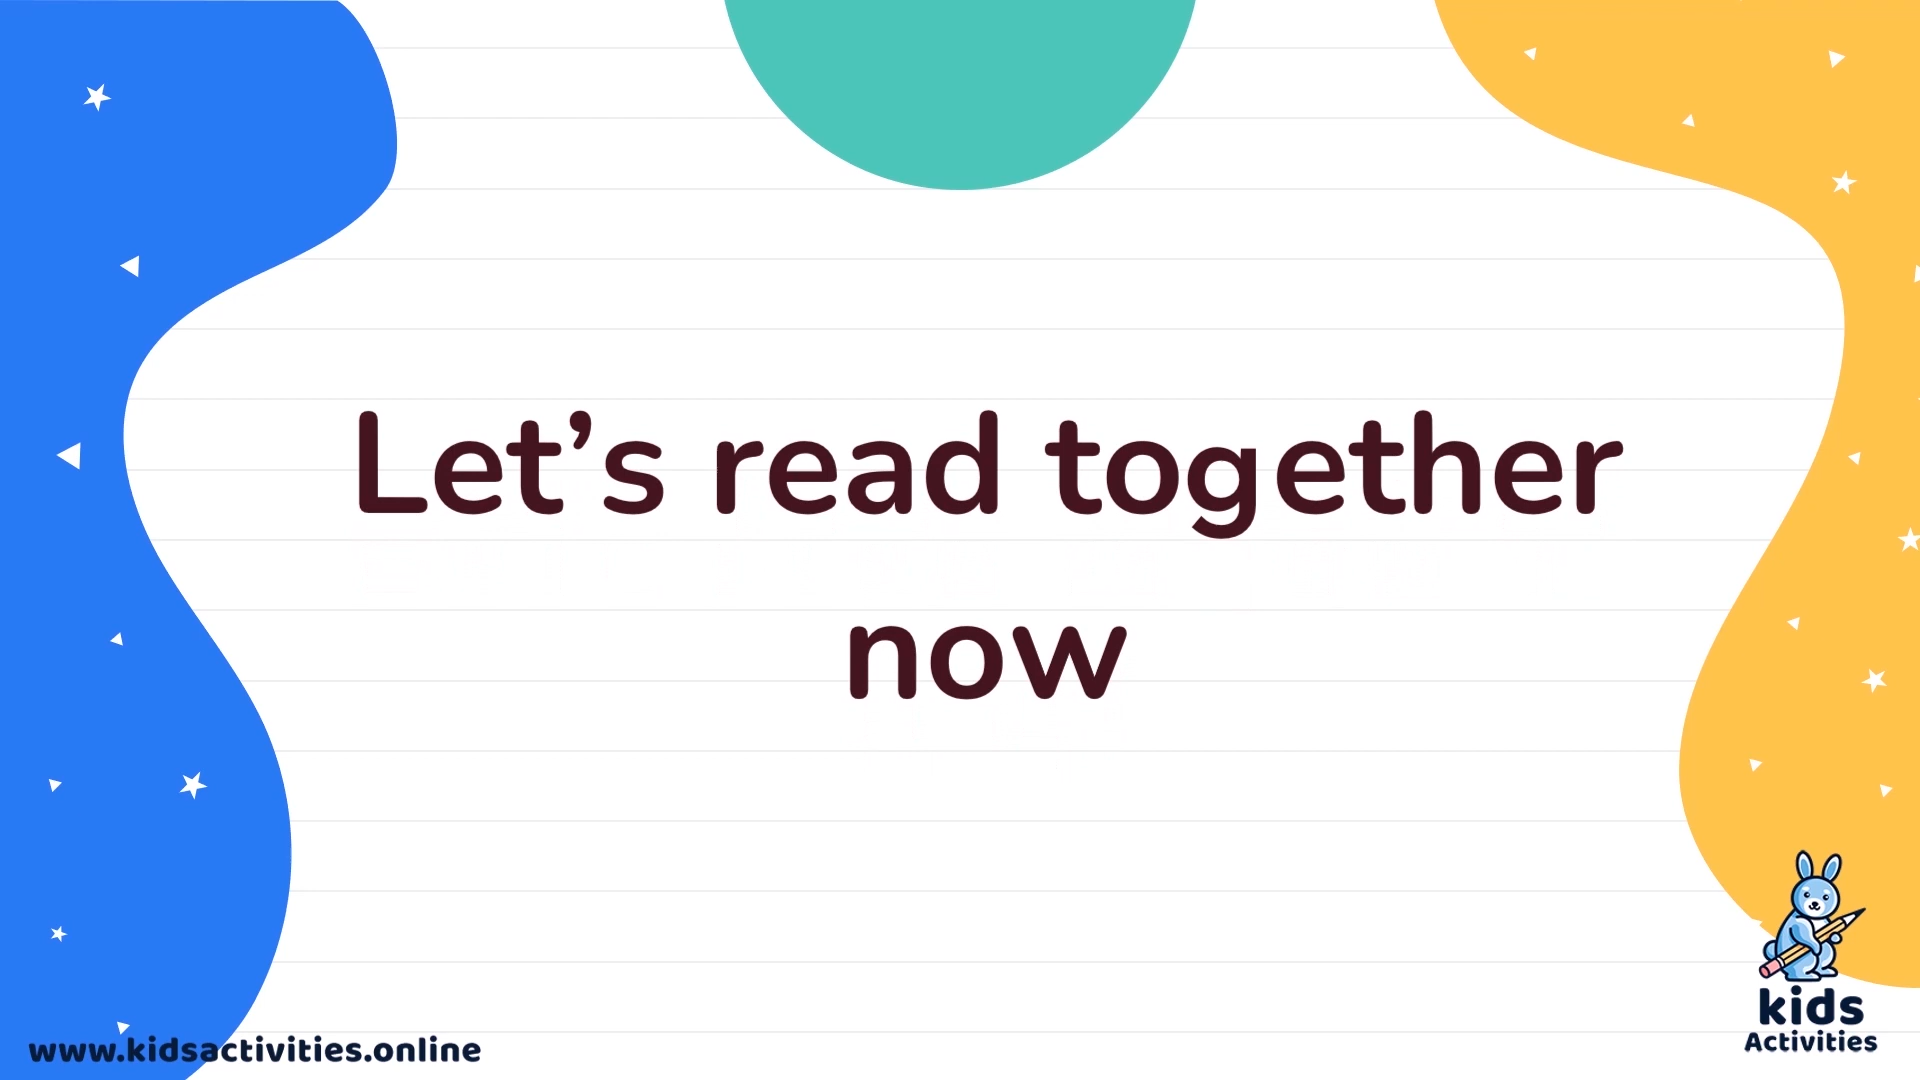 Let’s read together
now
www.kidsactivities.online
kids
Activities